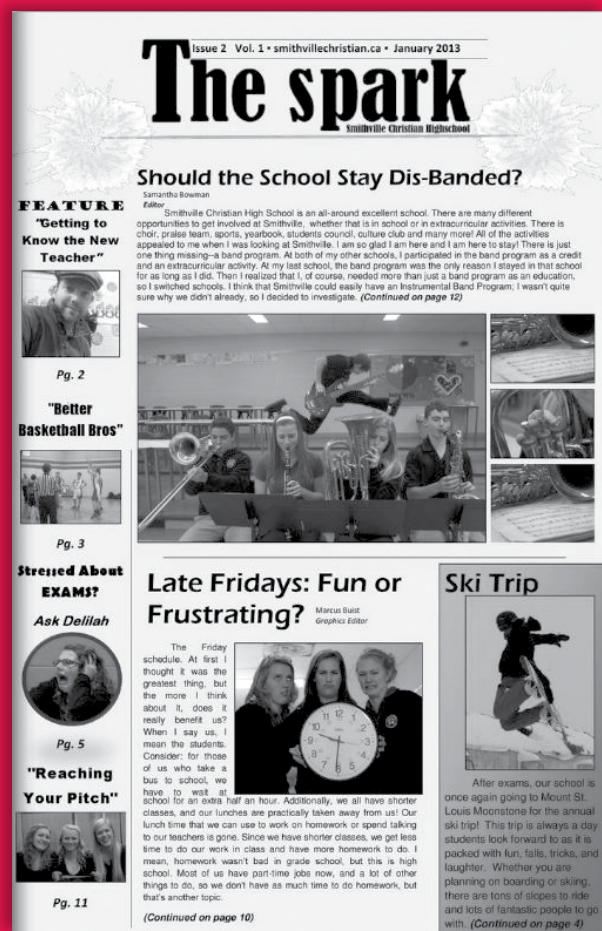 Issue 2 Vol. 1 • smithvillechristian.ca • January 2013
The spark
Smithville Christian Highschool
FEATURE
"Getting to
Know the New
Teacher"
Pg. 2
"Better
Basketball Bros"
Pg. 3
Stressed About
EXAMS?
Ask Delilah
Pg. 5
"Reaching
Your Pitch"
Pg. 11
Should the School Stay Dis-Banded?
Samantha Bowman
Editor
Smithville Christian High School is an all-around excellent school. There are many different
opportunities to get involved at Smithville, whether that is in school or in extracurricular activities. There is
choir, praise team, sports, yearbook, students council, culture club and many more! All of the activities
appealed to me when I was looking at Smithville. I am so glad I am here and I am here to stay! There is just
one thing missing--a band program. At both of my other schools, I participated in the band program as a credit
and an extracurricular activity. At my last school, the band program was the only reason I stayed in that school
for as long as I did. Then I realized that I, of course, needed more than just a band program as an education,
so I switched schools. I think that Smithville could easily have an Instrumental Band Program; I wasn't quite
sure why we didn't already, so I decided to investigate. (Continued on page 12)
Late Fridays: Fun or
Frustrating?
Marcus Buist
Graphics Editor
The Friday
schedule. At first I
thought it was the
greatest thing, but
the more I think
about it, does it
really benefit us?
When I say us, I
mean the students.
Consider: for those
of us who take a
bus to school, we
have to wait at
school for an extra half an hour. Additionally, we all have shorter
classes, and our lunches are practically taken away from us! Our
lunch time that we can use to work on homework or spend talking
to our teachers is gone. Since we have shorter classes, we get less
time to do our work in class and have more homework to do. I
mean, homework wasn't bad in grade school, but this is high
school. Most of us have part-time jobs now, and a lot of other
things to do, so we don't have as much time to do homework, but
that's another topic.
(Continued on page 10)
Ski Trip
After exams, our school is
once again going to Mount St.
Louis Moonstone for the annual
ski trip! This trip is always a day
students look forward to as it is
packed with fun, falls, tricks, and
laughter. Whether you are
planning on boarding or skiing,
there are tons of slopes to ride
and lots of fantastic people to go
with. (Continued on page 4)